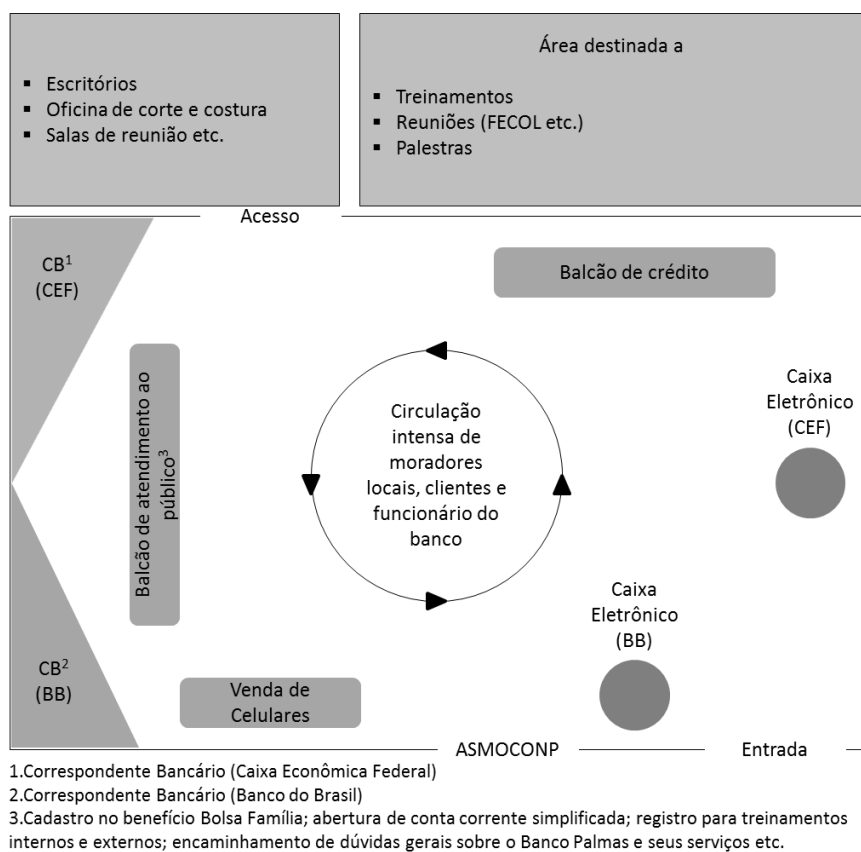 ▪ Escritórios
▪ Oficina de corte e costura
▪ Salas de reunião etc.
Área destinada a
▪ Treinamentos
▪ Reuniões (FECOL etc.)
▪ Palestras
Acesso
CB¹
(CEF)
Balcão de crédito
Balcão de atendimento ao
público³
Circulação
intensa de
moradores
locais, clientes e
funcionário do
banco
Caixa
Eletrônico
(CEF)
Caixa
Eletrônico
(BB)
CB²
(BB)
Venda de
Celulares
ASMOCONP
Entrada
1.Correspondente Bancário (Caixa Econômica Federal)
2.Correspondente Bancário (Banco do Brasil)
3.Cadastro no benefício Bolsa Família; abertura de conta corrente simplificada; registro para treinamentos
internos e externos; encaminhamento de dúvidas gerais sobre o Banco Palmas e seus serviços etc.